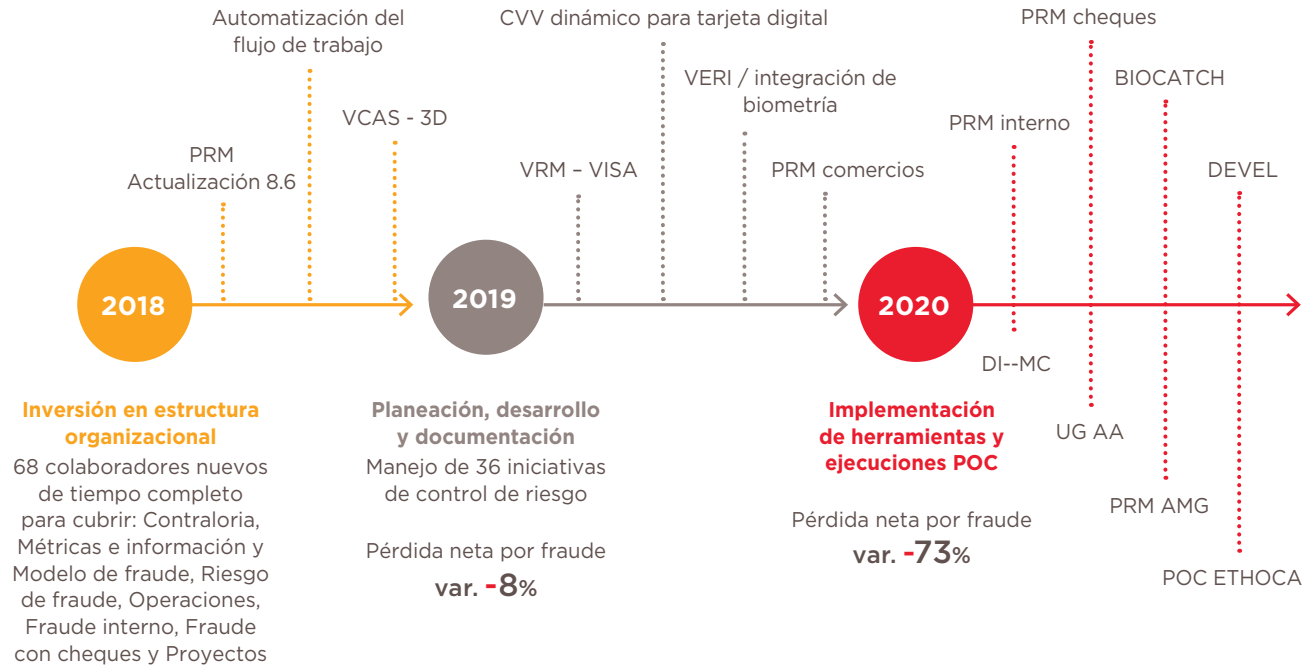 Automatización del
flujo de trabajo
VCAS - 3D
PRM
Actualización 8.6
2018
Inversión en estructura
organizacional
68 colaboradores nuevos
de tiempo completo
para cubrir: Contraloria,
Métricas e información y
Modelo de fraude, Riesgo
de fraude, Operaciones,
Fraude interno, Fraude
con cheques y Proyectos
CVV dinámico para tarjeta digital
VERI / integración de
biometría
VRM – VISA
PRM comercios
2019
Planeación, desarrollo
y documentación
Manejo de 36 iniciativas
de control de riesgo
Pérdida neta por fraude
var. -8%
PRM cheques
BIOCATCH
PRM interno
DEVEL
2020
DI--MC
UG AA
PRM AMG
POC ETHOCA
Implementación
de herramientas y
ejecuciones POC
Pérdida neta por fraude
var. -73%